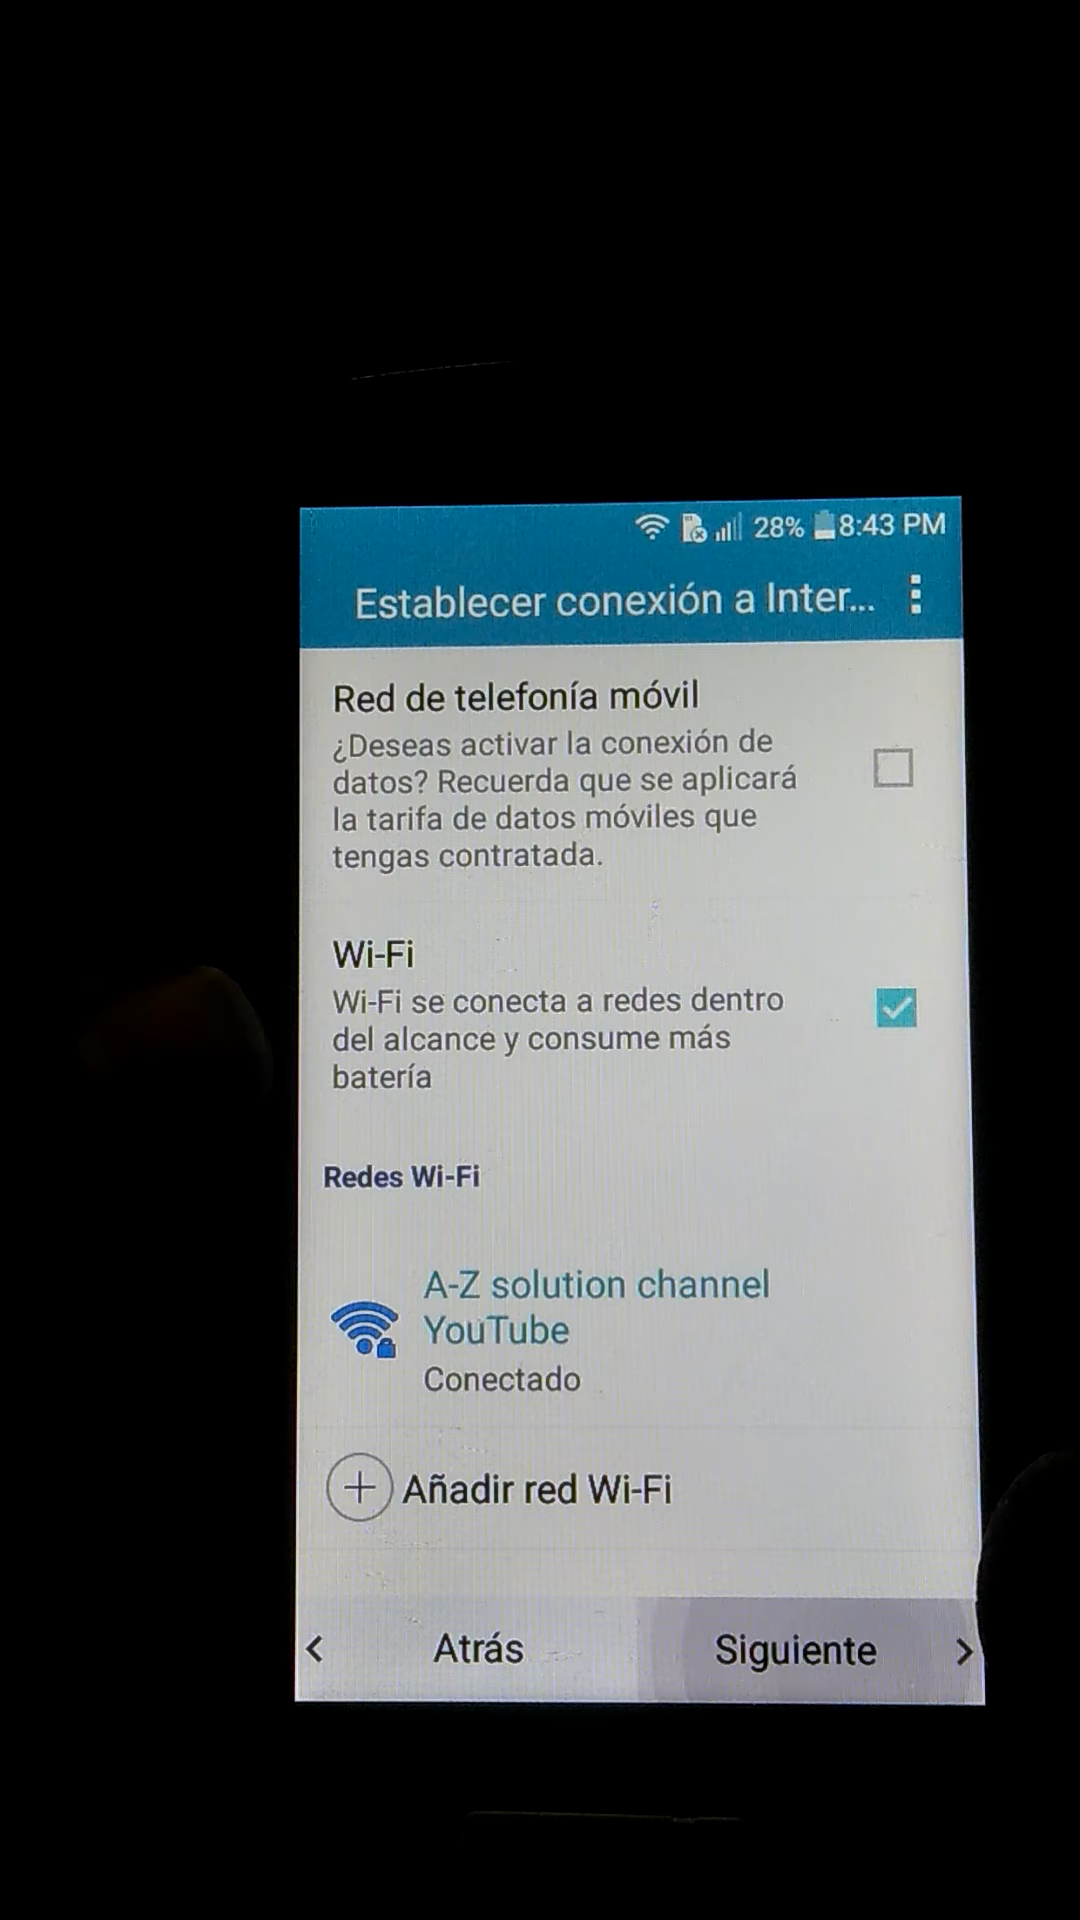 28% 8:43 PM
Establecer conexión a Inter...
Red de telefonía móvil
¿Deseas activar la conexión de
datos? Recuerda que se aplicará
la tarifa de datos móviles que
tengas contratada.
Wi-Fi
Wi-Fi se conecta a redes dentro
del alcance y consume más
batería
Redes Wi-Fi
A-Z solution channel
YouTube
Conectado
Añadir red Wi-Fi
Atrás Siguiente